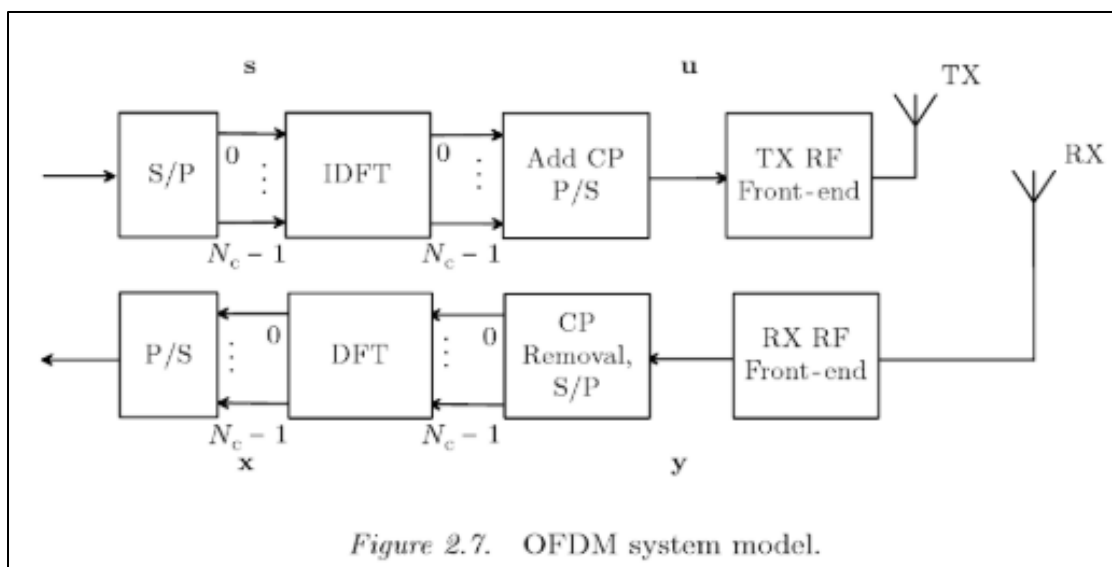 s
u
TX
RX
S/P
0
⋮
N_c − 1
IDFT
0
⋮
N_c − 1
Add CP
P/S
TX RF
Front-end
P/S
0
⋮
N_c − 1
DFT
0
⋮
N_c − 1
CP
Removal,
S/P
RX RF
Front-end
x
y
Figure 2.7. OFDM system model.